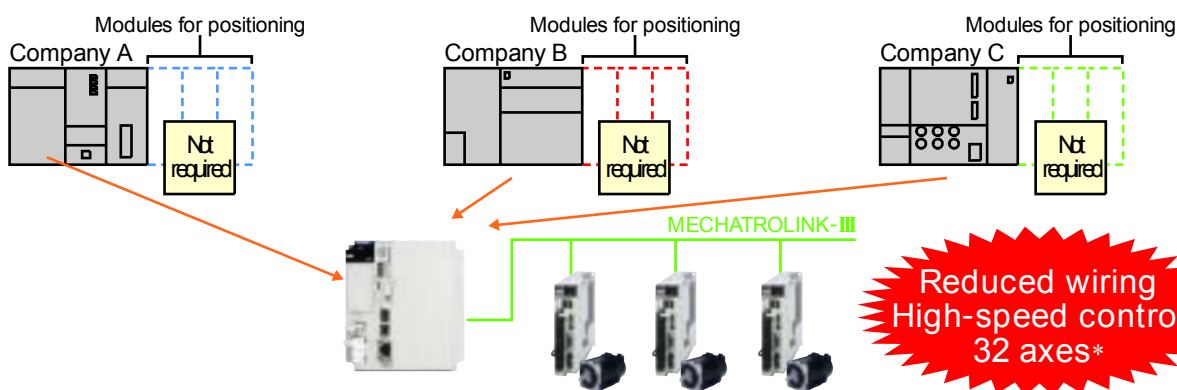 Modules for positioning
Company A
Not
required
Modules for positioning
Company B
Not
required
Modules for positioning
Company C
Not
required
MECHATROLINK-III
Reduced wiring
High-speed contro
32 axes*